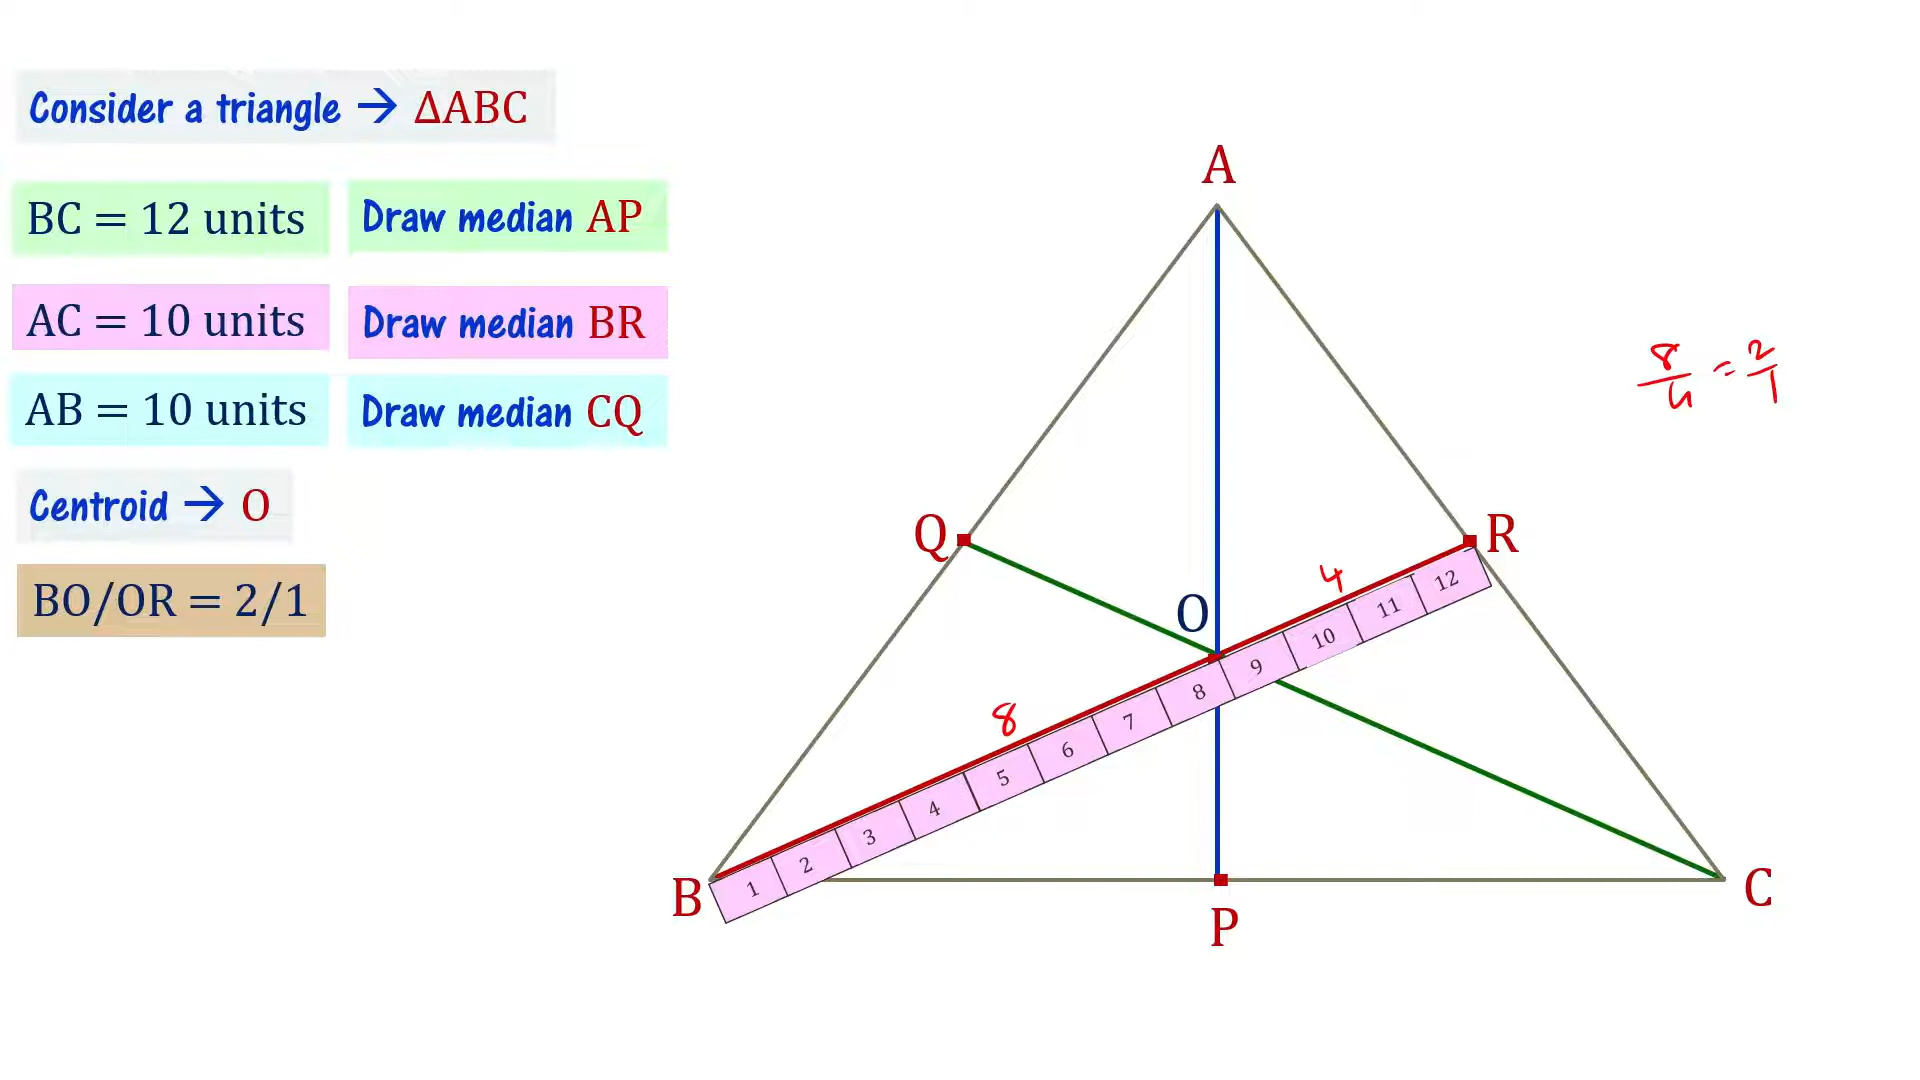 Consider a triangle → ΔABC
BC = 12 units
Draw median AP
AC = 10 units
Draw median BR
AB = 10 units
Draw median CQ
Centroid → O
BO/OR = 2/1
A
8/4 = 2/1
Q
R
O
4
8
1 2 3 4 5 6 7 8 9 10 11 12
B
C
P